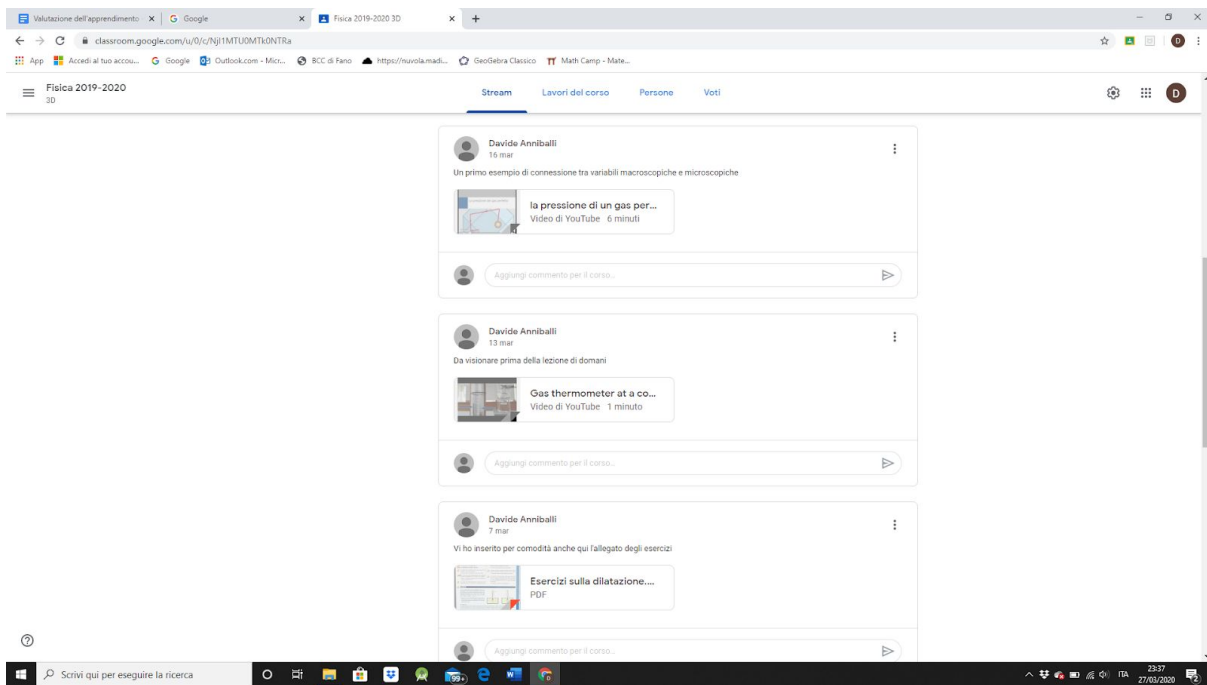 Valutazione dell'apprendimento
Google
Fisica 2019-2020 3D
classroom.google.com/u/0/c/NjI1MTU0MTk0NTRa
App
Accedi al tuo accou...
Google
Outlook.com - Micr...
BCC di Fano
https://nuvola.madi...
GeoGebra Classico
Math Camp - Mate...
Fisica 2019-2020
3D
Stream
Lavori del corso
Persone
Voti
D
Davide Anniballi
16 mar
Un primo esempio di connessione tra variabili macroscopiche e microscopiche
la pressione di un gas per...
Video di YouTube 6 minuti
Aggiungi commento per il corso...
Davide Anniballi
13 mar
Da visionare prima della lezione di domani
Gas thermometer at a co...
Video di YouTube 1 minuto
Aggiungi commento per il corso...
Davide Anniballi
7 mar
Vi ho inserito per comodità anche qui l'allegato degli esercizi
Esercizi sulla dilatazione....
PDF
Aggiungi commento per il corso...
Scrivi qui per eseguire la ricerca
99+
ITA
23:37
27/03/2020